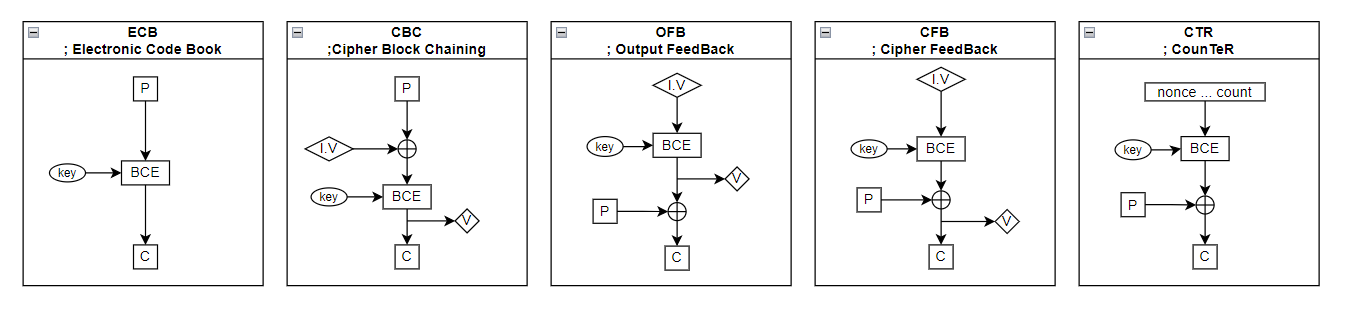 ECB
; Electronic Code Book
P
key
BCE
C
CBC
;Cipher Block Chaining
P
I.V
key
BCE
V
C
OFB
; Output FeedBack
I.V
key
BCE
V
P
C
CFB
; Cipher FeedBack
I.V
key
BCE
P
V
C
CTR
; CounTeR
nonce ... count
key
BCE
P
C